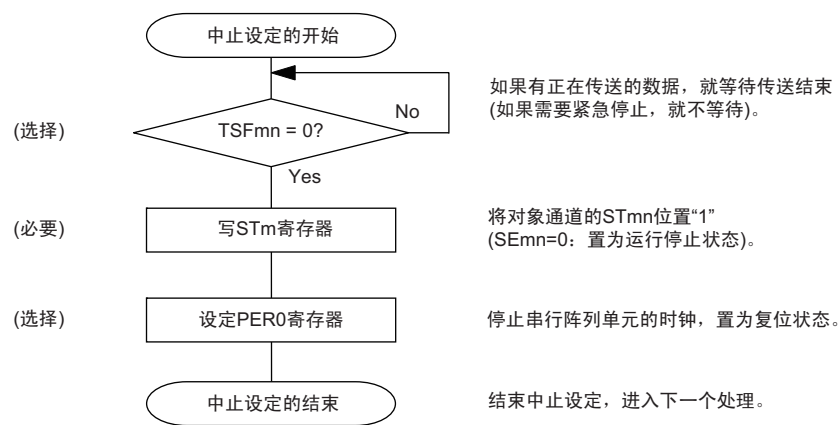 中止设定的开始
如果有正在传送的数据，就等待传送结束
(如果需要紧急停止，就不等待)。
No
(选择)
TSFmn = 0?
Yes
(必要)
写STm寄存器
将对象通道的STmn位置“1”
(SEmn=0：置为运行停止状态)。
(选择)
设定PER0寄存器
停止串行阵列单元的时钟，置为复位状态。
中止设定的结束
结束中止设定，进入下一个处理。